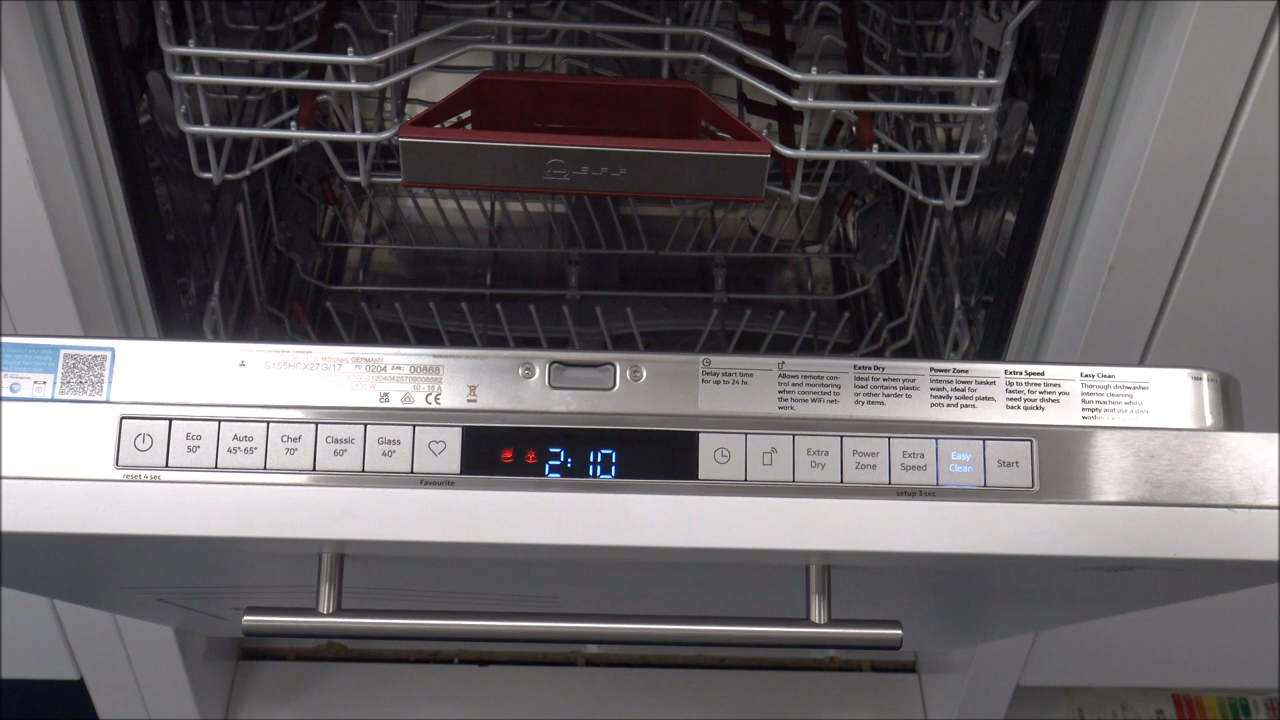 NEFF
München, GERMANY
S155HCX27G/17
FD 0204 Z-Nr.: 00868
10 - 16 A
UK
CA
CE
Delay start time
for up to 24 hr.
Allows remote con-
trol and monitoring
when connected to
the home WiFi net-
work.
Extra Dry
Ideal for when your
load contains plastic
or other harder to
dry items.
Power Zone
Intense lower basket
wash, ideal for
heavily soiled plates,
pots and pans.
Extra Speed
Up to three times
faster, for when you
need your dishes
back quickly.
Easy Clean
Thorough dishwasher
interior cleaning.
Run machine whilst
empty and use a dish
Eco
50°
Auto
45°-65°
Chef
70°
Classic
60°
Glass
40°
2:10
Extra
Dry
Power
Zone
Extra
Speed
Easy
Clean
Start
reset 4 sec
Favourite
setup 3 sec